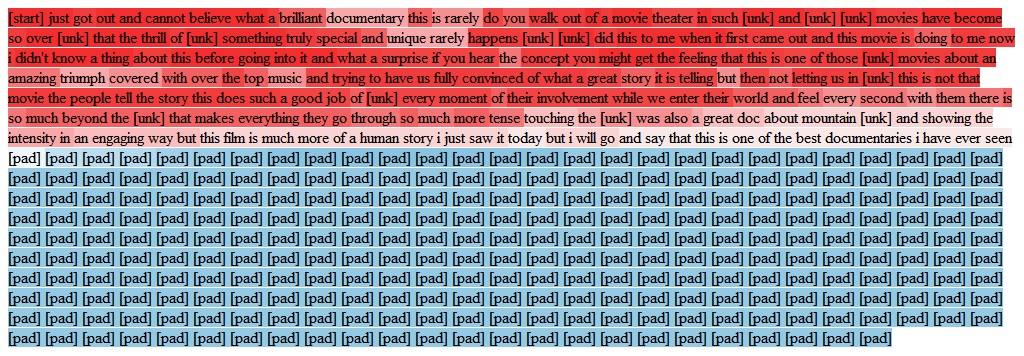 [start] just got out and cannot believe what a brilliant documentary this is rarely do you walk out of a movie theater in such [unk] and [unk] [unk] movies have become
so over [unk] that the thrill of [unk] something truly special and unique rarely happens [unk] [unk] did this to me when it first came out and this movie is doing to me now
i didn't know a thing about this before going into it and what a surprise if you hear the concept you might get the feeling that this is one of those [unk] movies about an
amazing triumph covered with over the top music and trying to have us fully convinced of what a great story it is telling but then not letting us in [unk] this is not that
movie the people tell the story this does such a good job of [unk] every moment of their involvement while we enter their world and feel every second with them there is
so much beyond the [unk] that makes everything they go through so much more tense touching the [unk] was also a great doc about mountain [unk] and showing the
intensity in an engaging way but this film is much more of a human story i just saw it today but i will go and say that this is one of the best documentaries i have ever seen
[pad] [pad] [pad] [pad] [pad] [pad] [pad] [pad] [pad] [pad] [pad] [pad] [pad] [pad] [pad] [pad] [pad] [pad] [pad] [pad] [pad] [pad] [pad] [pad] [pad] [pad] [pad]
[pad] [pad] [pad] [pad] [pad] [pad] [pad] [pad] [pad] [pad] [pad] [pad] [pad] [pad] [pad] [pad] [pad] [pad] [pad] [pad] [pad] [pad] [pad] [pad] [pad] [pad] [pad]
[pad] [pad] [pad] [pad] [pad] [pad] [pad] [pad] [pad] [pad] [pad] [pad] [pad] [pad] [pad] [pad] [pad] [pad] [pad] [pad] [pad] [pad] [pad] [pad] [pad] [pad] [pad]
[pad] [pad] [pad] [pad] [pad] [pad] [pad] [pad] [pad] [pad] [pad] [pad] [pad] [pad] [pad] [pad] [pad] [pad] [pad] [pad] [pad] [pad] [pad] [pad] [pad] [pad] [pad]
[pad] [pad] [pad] [pad] [pad] [pad] [pad] [pad] [pad] [pad] [pad] [pad] [pad] [pad] [pad] [pad] [pad] [pad] [pad] [pad] [pad] [pad] [pad] [pad] [pad] [pad] [pad]
[pad] [pad] [pad] [pad] [pad] [pad] [pad] [pad] [pad] [pad] [pad] [pad] [pad] [pad] [pad] [pad] [pad] [pad] [pad] [pad] [pad] [pad] [pad] [pad] [pad] [pad] [pad]
[pad] [pad] [pad] [pad] [pad] [pad] [pad] [pad] [pad] [pad] [pad] [pad] [pad] [pad] [pad] [pad] [pad] [pad] [pad] [pad] [pad] [pad] [pad] [pad] [pad] [pad] [pad]
[pad] [pad] [pad] [pad] [pad] [pad] [pad] [pad] [pad] [pad] [pad] [pad] [pad] [pad] [pad] [pad] [pad] [pad] [pad] [pad] [pad] [pad] [pad] [pad] [pad] [pad] [pad]
[pad] [pad] [pad] [pad] [pad] [pad] [pad] [pad] [pad] [pad] [pad] [pad] [pad] [pad] [pad] [pad] [pad] [pad] [pad] [pad] [pad] [pad] [pad] [pad] [pad] [pad] [pad]
[pad] [pad] [pad] [pad] [pad] [pad] [pad] [pad] [pad] [pad] [pad] [pad] [pad] [pad] [pad] [pad] [pad] [pad] [pad] [pad] [pad] [pad] [pad] [pad]